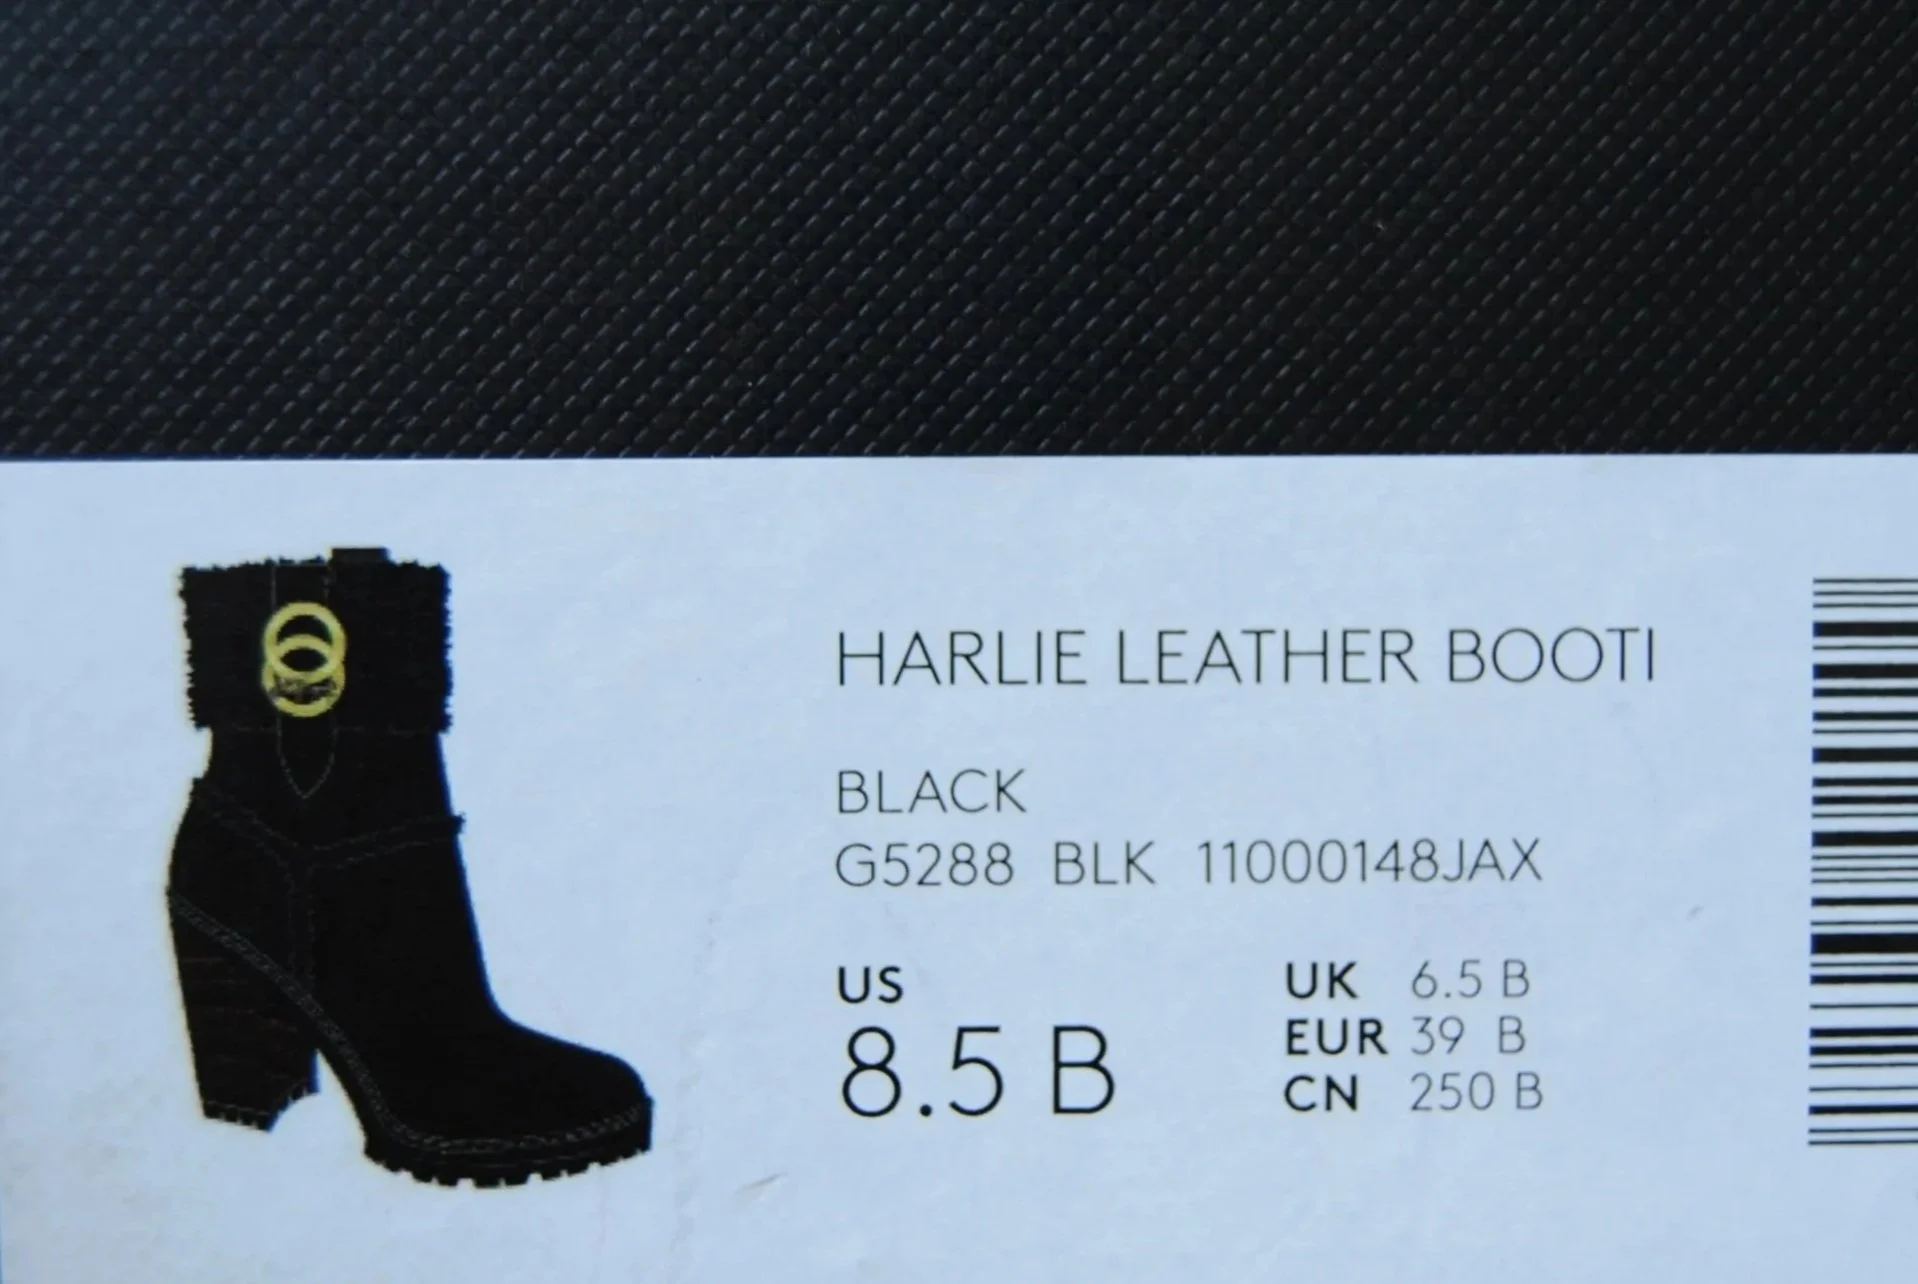 HARLIE LEATHER BOOTI
BLACK
G5288 BLK 11000148JAX
US
8.5 B
UK 6.5 B
EUR 39 B
CN 250 B